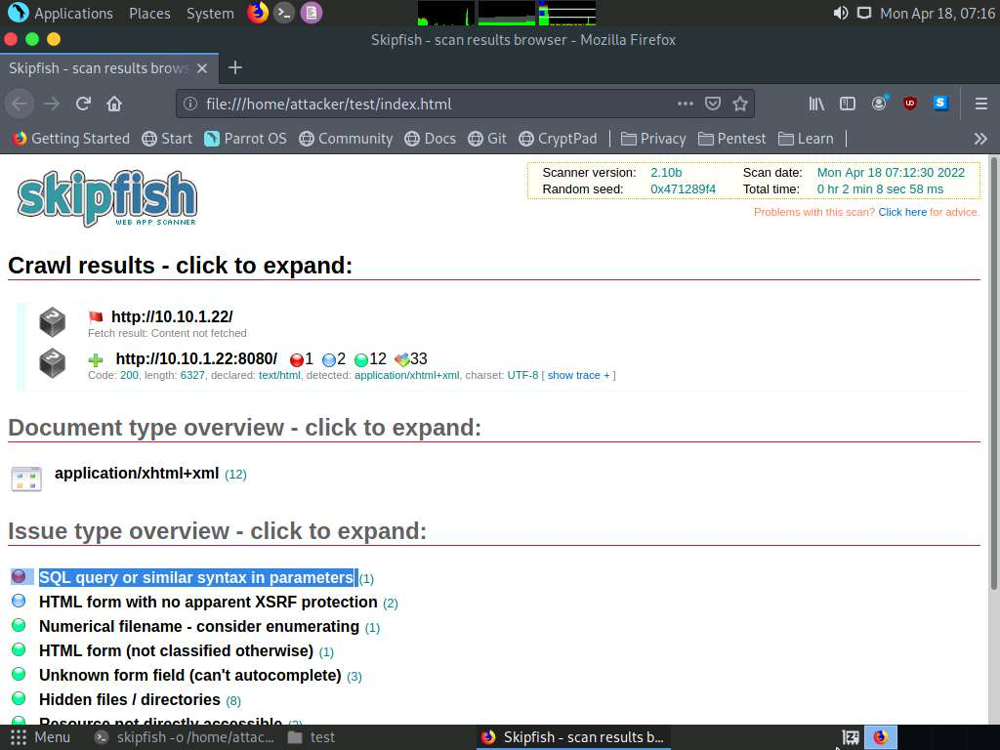 Applications Places System Mon Apr 18, 07:16
Skipfish - scan results browser - Mozilla Firefox
Skipfish - scan results brows
file:///home/attacker/test/index.html
Getting Started Start Parrot OS Community Docs Git CryptPad Privacy Pentest Learn
skipfish
WEB APP SCANNER
Scanner version: 2.10b Scan date: Mon Apr 18 07:12:30 2022
Random seed: 0x471289f4 Total time: 0 hr 2 min 8 sec 58 ms
Problems with this scan? Click here for advice.
Crawl results - click to expand:
http://10.10.1.22/
Fetch result: Content not fetched
http://10.10.1.22:8080/ 1 2 12 33
Code: 200, length: 6327, declared: text/html, detected: application/xhtml+xml, charset: UTF-8 [ show trace + ]
Document type overview - click to expand:
application/xhtml+xml (12)
Issue type overview - click to expand:
SQL query or similar syntax in parameters (1)
HTML form with no apparent XSRF protection (2)
Numerical filename - consider enumerating (1)
HTML form (not classified otherwise) (1)
Unknown form field (can't autocomplete) (3)
Hidden files / directories (8)
Resource not directly accessible
Menu skipfish -o /home/attac... test Skipfish - scan results b...